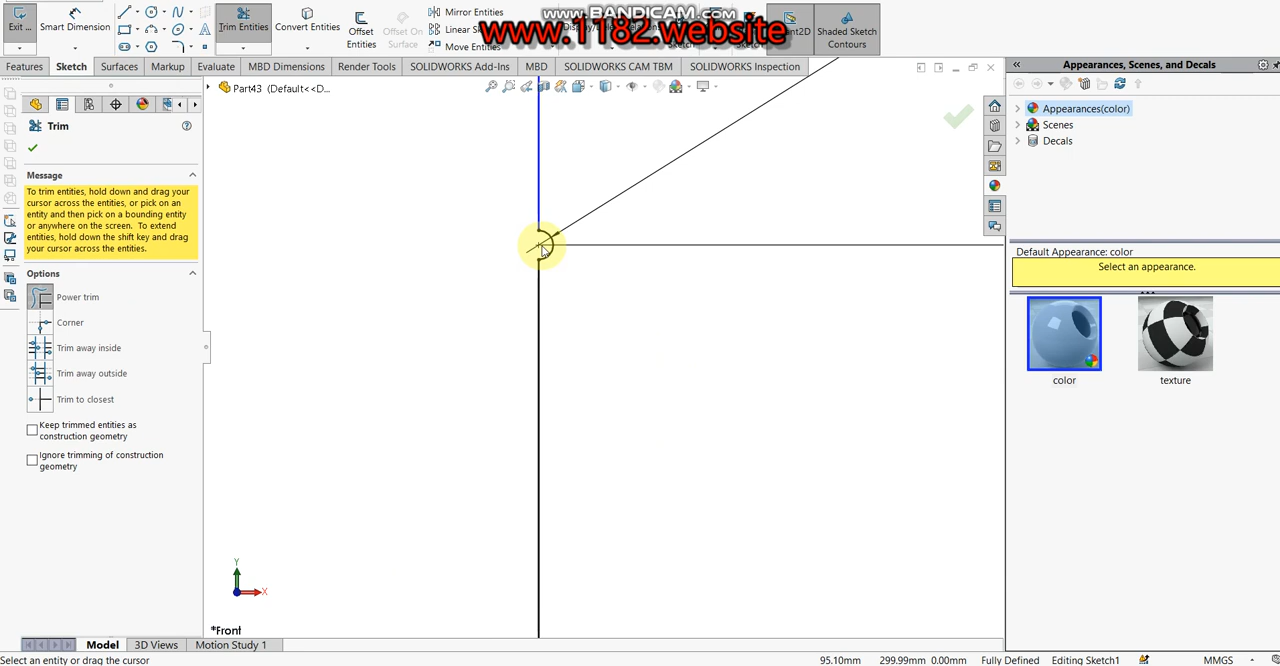 www.BANDICAM.com
www.1182.website
Exit ...
Smart Dimension
Trim Entities
Convert Entities
Offset Entities
Offset On Surface
Mirror Entities
Linear Sk
Move Entities
Sketch
Shaded Sketch Contours
Features
Sketch
Surfaces
Markup
Evaluate
MBD Dimensions
Render Tools
SOLIDWORKS Add-Ins
MBD
SOLIDWORKS CAM TBM
SOLIDWORKS Inspection
Appearances, Scenes, and Decals
Part43 (Default<<D...
Appearances(color)
Scenes
Decals
Trim
Message
To trim entities, hold down and drag your
cursor across the entities, or pick on an
entity and then pick on a bounding entity
or anywhere on the screen. To extend
entities, hold down the shift key and drag
your cursor across the entities.
Options
Power trim
Corner
Trim away inside
Trim away outside
Trim to closest
Keep trimmed entities as
construction geometry
Ignore trimming of construction
geometry
Default Appearance: color
Select an appearance.
color
texture
Y
X
*Front
Model
3D Views
Motion Study 1
Select an entity or drag the cursor
95.10mm
299.99mm 0.00mm
Fully Defined
Editing Sketch1
MMGS